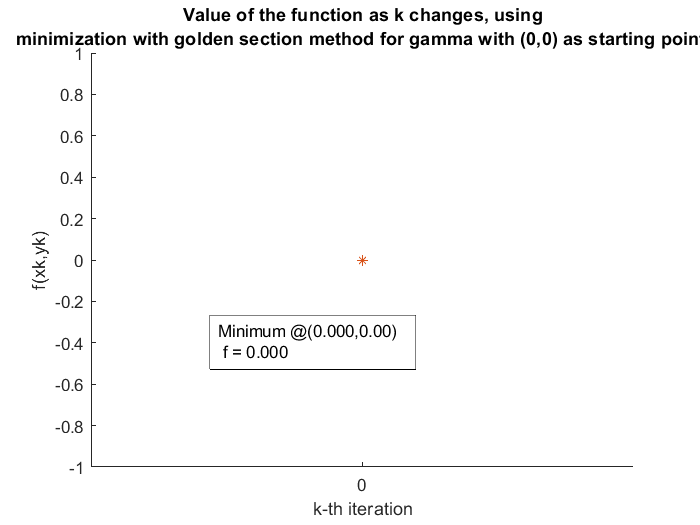 Value of the function as k changes, using
minimization with golden section method for gamma with (0,0) as starting poin
1
0.8
0.6
0.4
0.2
0
-0.2
-0.4
-0.6
-0.8
-1
f(xk,yk)
Minimum @(0.000,0.00)
f = 0.000
0
k-th iteration